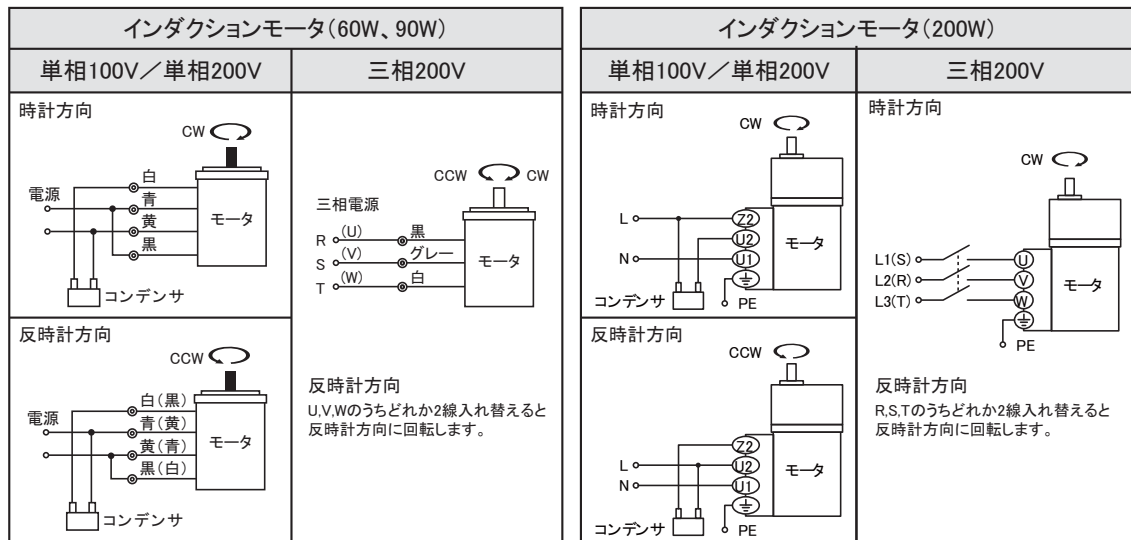 インダクションモータ(60W、90W)
単相100V／単相200V
三相200V
時計方向
CW
白
電源
青
黄
黒
モータ
コンデンサ
反時計方向
CCW
白(黒)
電源
青(黄)
黄(青)
黒(白)
モータ
コンデンサ
CCW CW
三相電源
R (U) 黒
S (V) グレー
T (W) 白
モータ
反時計方向
U,V,Wのうちどれか2線入れ替えると
反時計方向に回転します。
インダクションモータ(200W)
単相100V／単相200V
三相200V
時計方向
CW
L
Z2
U2
N
U1
モータ
コンデンサ
PE
反時計方向
CCW
Z2
L
U2
N
U1
モータ
コンデンサ
PE
時計方向
CW
L1(S)
U
L2(R)
V
L3(T)
W
モータ
PE
反時計方向
R,S,Tのうちどれか2線入れ替えると
反時計方向に回転します。